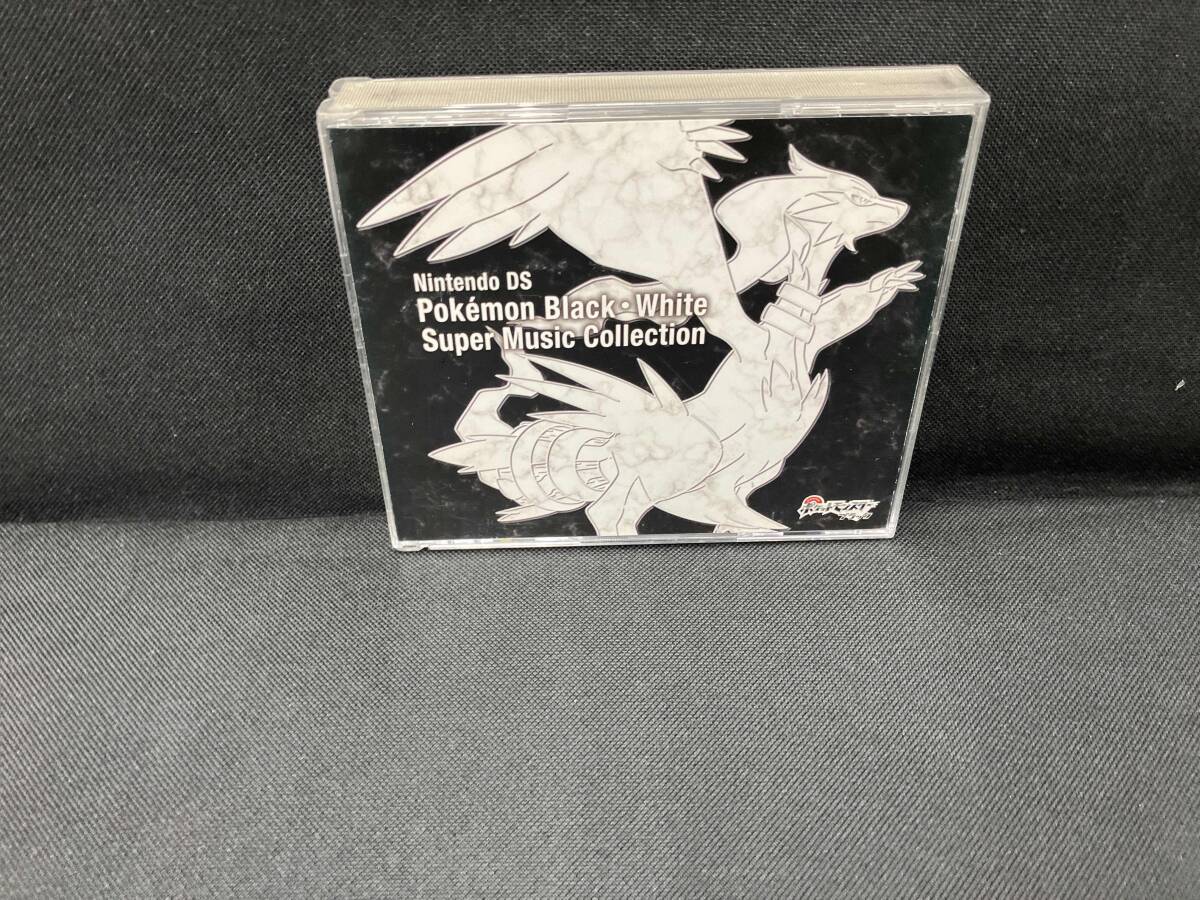 Nintendo DS
Pokémon Black・White
Super Music Collection